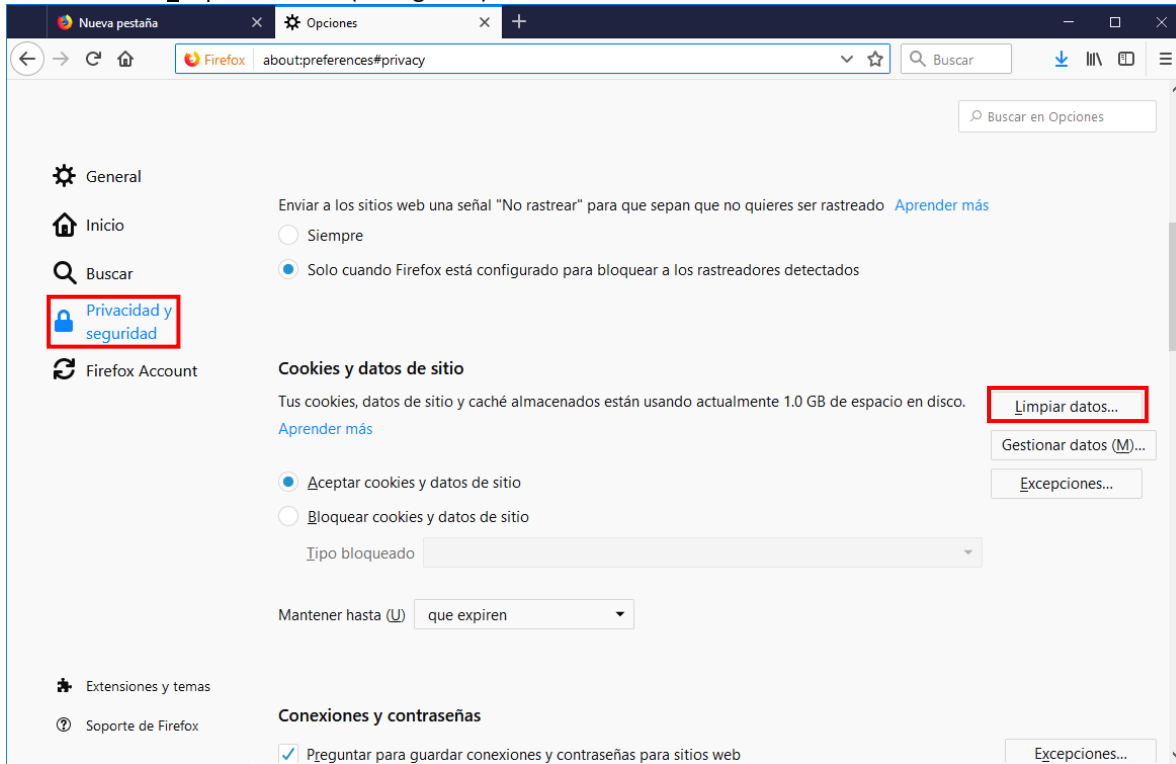 Nueva pestaña
Opciones
Firefox about:preferences#privacy
Buscar
Buscar en Opciones
General
Inicio
Buscar
Privacidad y
seguridad
Firefox Account
Enviar a los sitios web una señal "No rastrear" para que sepan que no quieres ser rastreado Aprender más
Siempre
Solo cuando Firefox está configurado para bloquear a los rastreadores detectados
Cookies y datos de sitio
Tus cookies, datos de sitio y caché almacenados están usando actualmente 1.0 GB de espacio en disco.
Aprender más
Limpiar datos...
Gestionar datos (M)...
Excepciones...
Aceptar cookies y datos de sitio
Bloquear cookies y datos de sitio
Tipo bloqueado
Mantener hasta (U) que expiren
Extensiones y temas
Soporte de Firefox
Conexiones y contraseñas
Preguntar para guardar conexiones y contraseñas para sitios web
Excepciones...